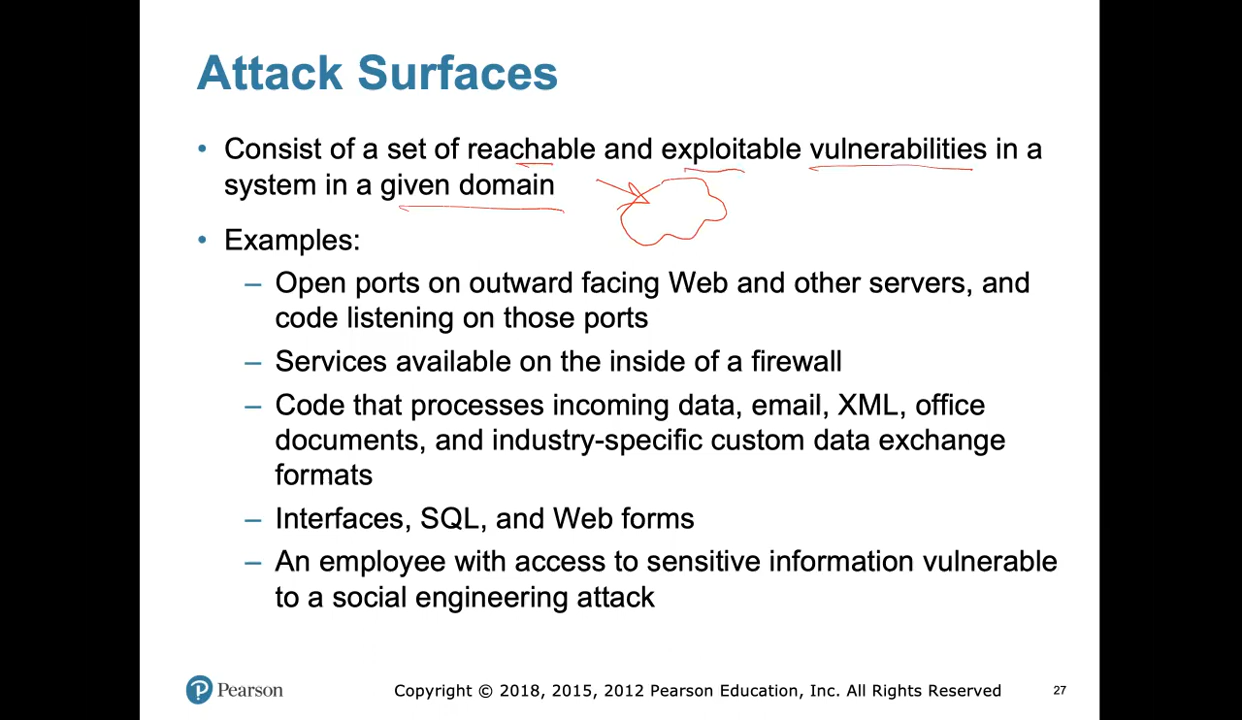 Attack Surfaces
• Consist of a set of reachable and exploitable vulnerabilities in a
system in a given domain
• Examples:
– Open ports on outward facing Web and other servers, and
code listening on those ports
– Services available on the inside of a firewall
– Code that processes incoming data, email, XML, office
documents, and industry-specific custom data exchange
formats
– Interfaces, SQL, and Web forms
– An employee with access to sensitive information vulnerable
to a social engineering attack
P Pearson
Copyright © 2018, 2015, 2012 Pearson Education, Inc. All Rights Reserved
27